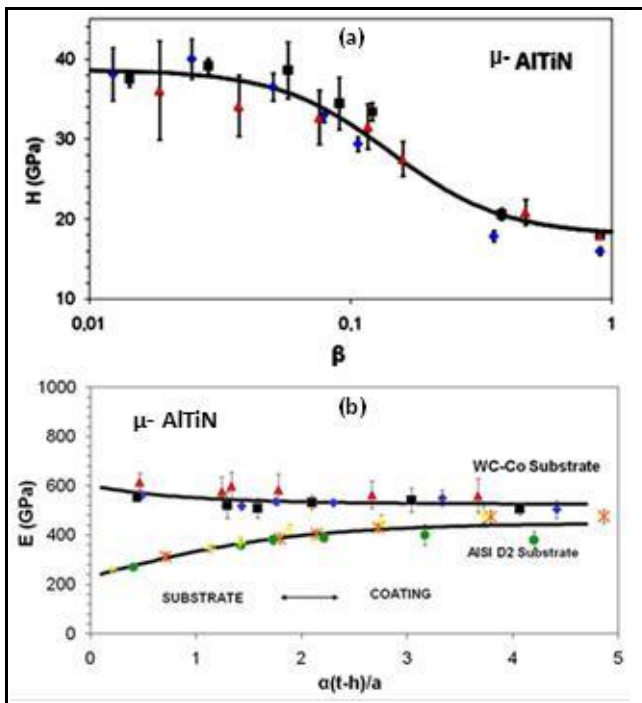 (a)
μ- AlTiN
H (GPa)
40
30
20
10
0,01
0,1
1
β
(b)
μ- AlTiN
WC-Co Substrate
AISI D2 Substrate
SUBSTRATE
COATING
E (GPa)
1000
800
600
400
200
0
0
1
2
3
4
5
α(t-h)/a